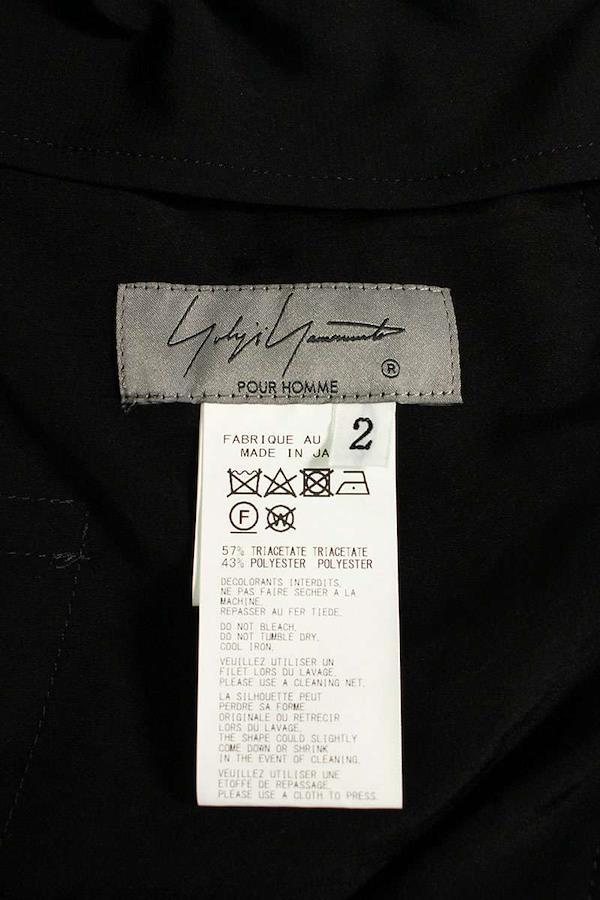 Yohji Yamamoto
®
POUR HOMME
2
FABRIQUE AU
MADE IN JA
F W
57% TRIACETATE TRIACETATE
43% POLYESTER POLYESTER
DECOLORANTS INTERDITS.
NE PAS FAIRE SECHER A LA
MACHINE.
REPASSER AU FER TIEDE.
DO NOT BLEACH.
DO NOT TUMBLE DRY.
COOL IRON.
VEUILLEZ UTILISER UN
FILET LORS DU LAVAGE.
PLEASE USE A CLEANING NET.
LA SILHOUETTE PEUT
PERDRE SA FORME
ORIGINALE OU RETRECIR
LORS DU LAVAGE.
THE SHAPE COULD SLIGHTLY
COME DOWN OR SHRINK
IN THE EVENT OF CLEANING.
VEUILLEZ UTILISER UNE
ETOFFE DE REPASSAGE.
PLEASE USE A CLOTH TO PRESS.